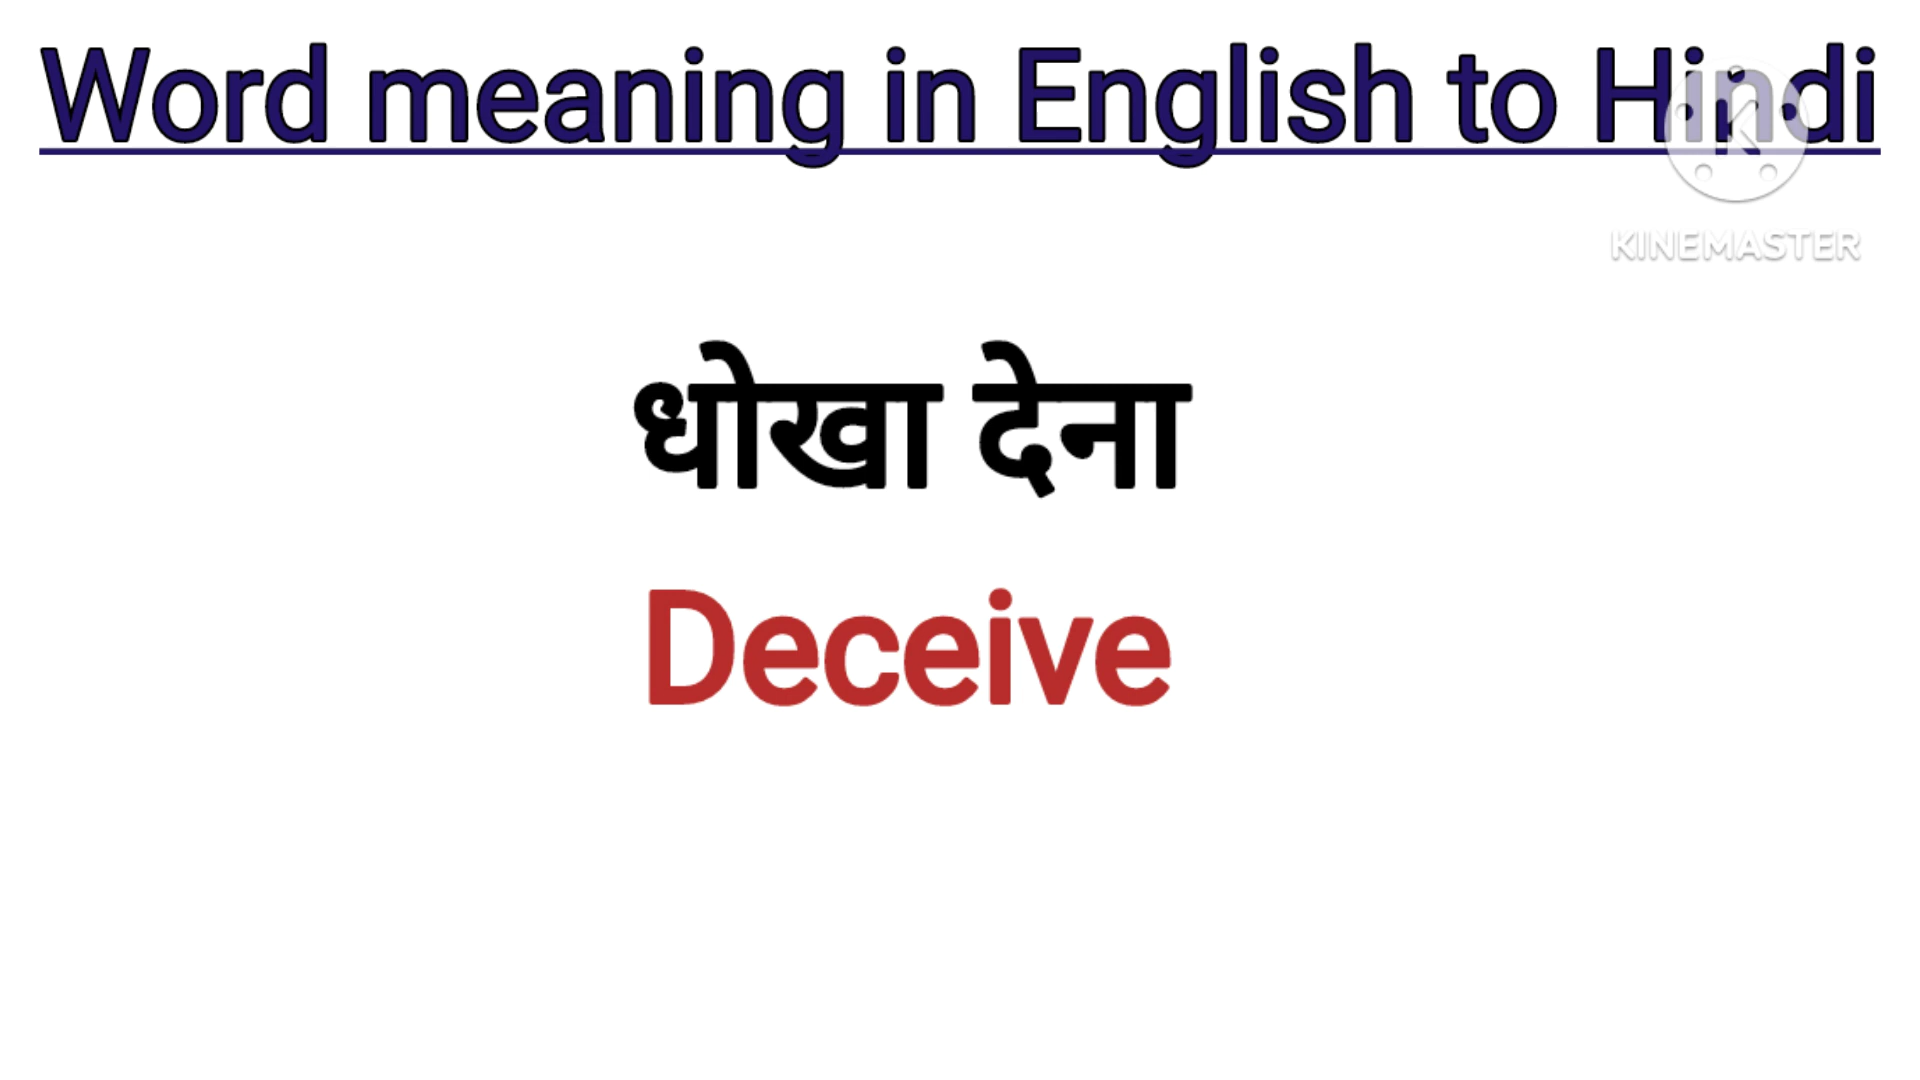 Word meaning in English to Hindi
KINEMASTER
धोखा देना
Deceive